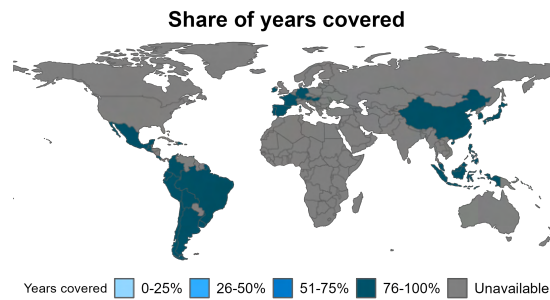 Share of years covered
Years covered 0-25% 26-50% 51-75% 76-100% Unavailable